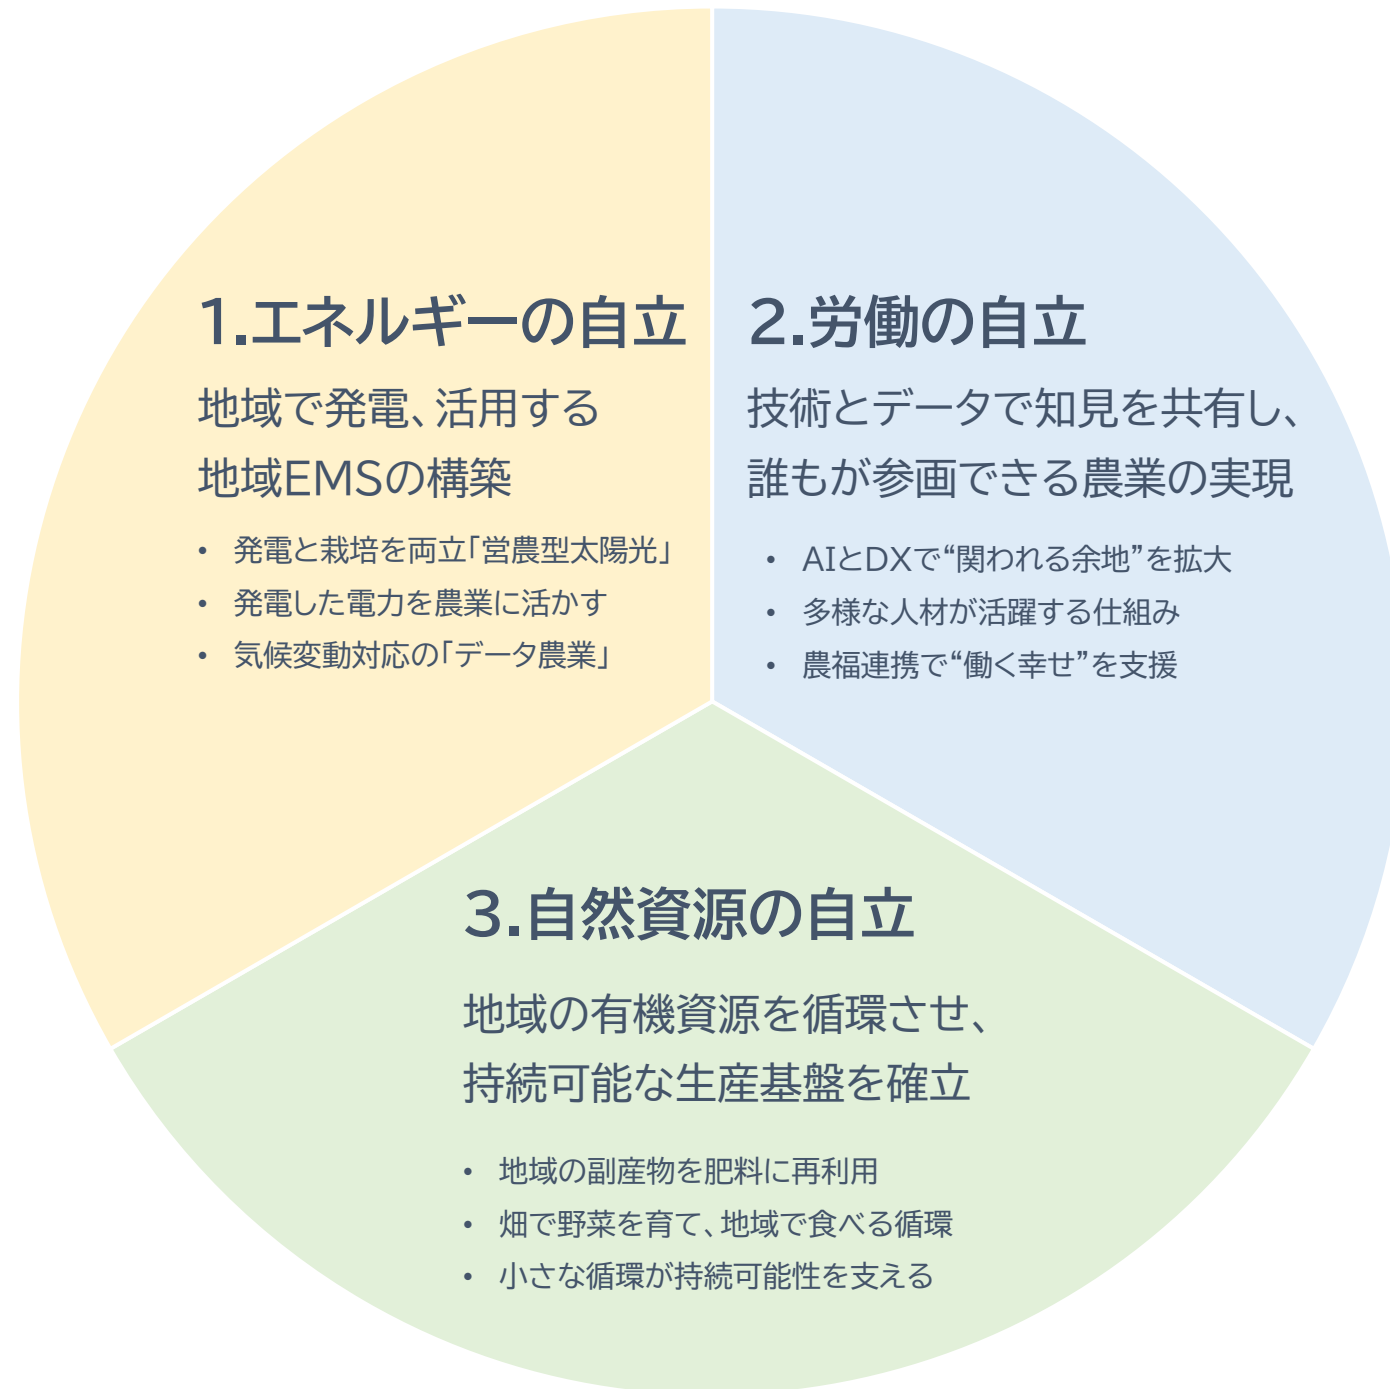 1.エネルギーの自立
地域で発電、活用する
地域EMSの構築
• 発電と栽培を両立「営農型太陽光」
• 発電した電力を農業に活かす
• 気候変動対応の「データ農業」
2.労働の自立
技術とデータで知見を共有し、
誰もが参画できる農業の実現
• AIとDXで“関われる余地”を拡大
• 多様な人材が活躍する仕組み
• 農福連携で“働く幸せ”を支援
3.自然資源の自立
地域の有機資源を循環させ、
持続可能な生産基盤を確立
• 地域の副産物を肥料に再利用
• 畑で野菜を育て、地域で食べる循環
• 小さな循環が持続可能性を支える